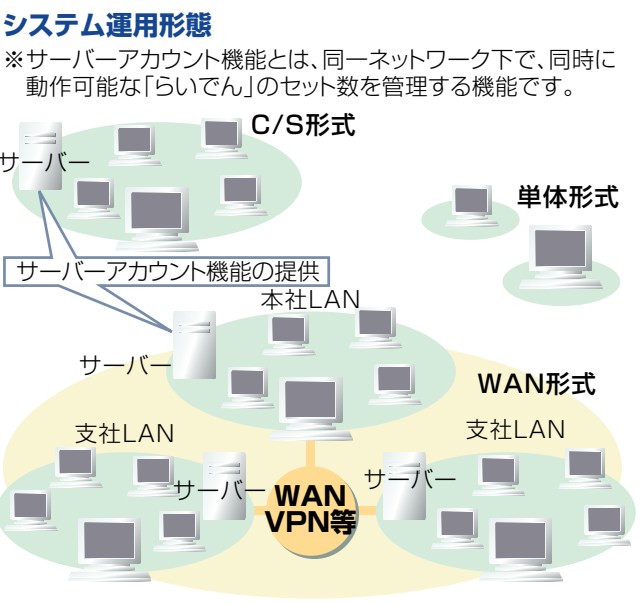 システム運用形態
※サーバーアカウント機能とは、同一ネットワーク下で、同時に
動作可能な「らいでん」のセット数を管理する機能です。
C/S形式
サーバー
単体形式
サーバーアカウント機能の提供
本社LAN
サーバー
WAN形式
支社LAN
支社LAN
サーバー
サーバー
WAN
VPN等